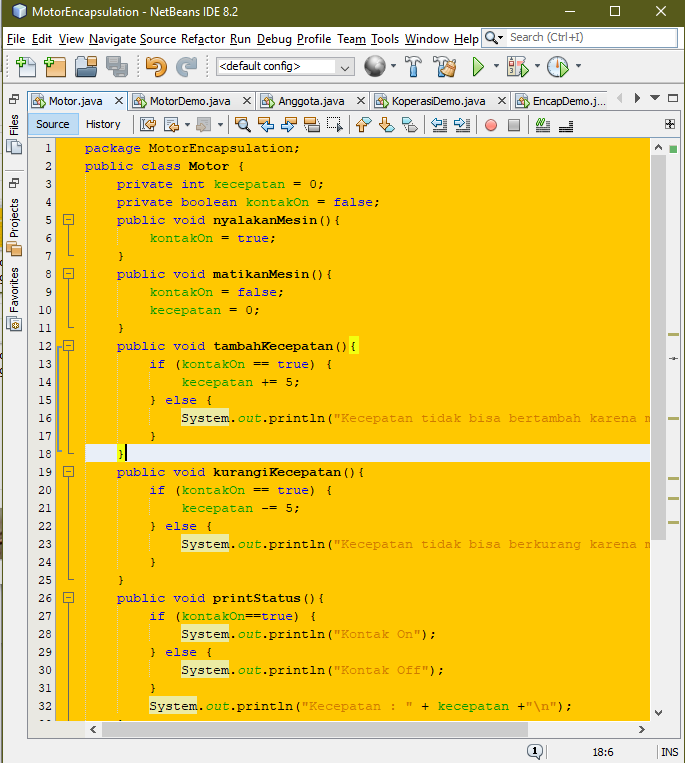 MotorEncapsulation - NetBeans IDE 8.2
File Edit View Navigate Source Refactor Run Debug Profile Team Tools Window Help Search (Ctrl+I)
<default config>
Motor.java MotorDemo.java Anggota.java KoperasiDemo.java EncapDemo.j...
Source History
Files
Projects
Favorites
1 package MotorEncapsulation;
2 public class Motor {
3 private int kecepatan = 0;
4 private boolean kontakOn = false;
5 public void nyalakanMesin(){
6 kontakOn = true;
7 }
8 public void matikanMesin(){
9 kontakOn = false;
10 kecepatan = 0;
11 }
12 public void tambahKecepatan(){
13 if (kontakOn == true) {
14 kecepatan += 5;
15 } else {
16 System.out.println("Kecepatan tidak bisa bertambah karena m
17 }
18 }
19 public void kurangiKecepatan(){
20 if (kontakOn == true) {
21 kecepatan -= 5;
22 } else {
23 System.out.println("Kecepatan tidak bisa berkurang karena m
24 }
25 }
26 public void printStatus(){
27 if (kontakOn==true) {
28 System.out.println("Kontak On");
29 } else {
30 System.out.println("Kontak Off");
31 }
32 System.out.println("Kecepatan : " + kecepatan +"\n");
1 18:6 INS